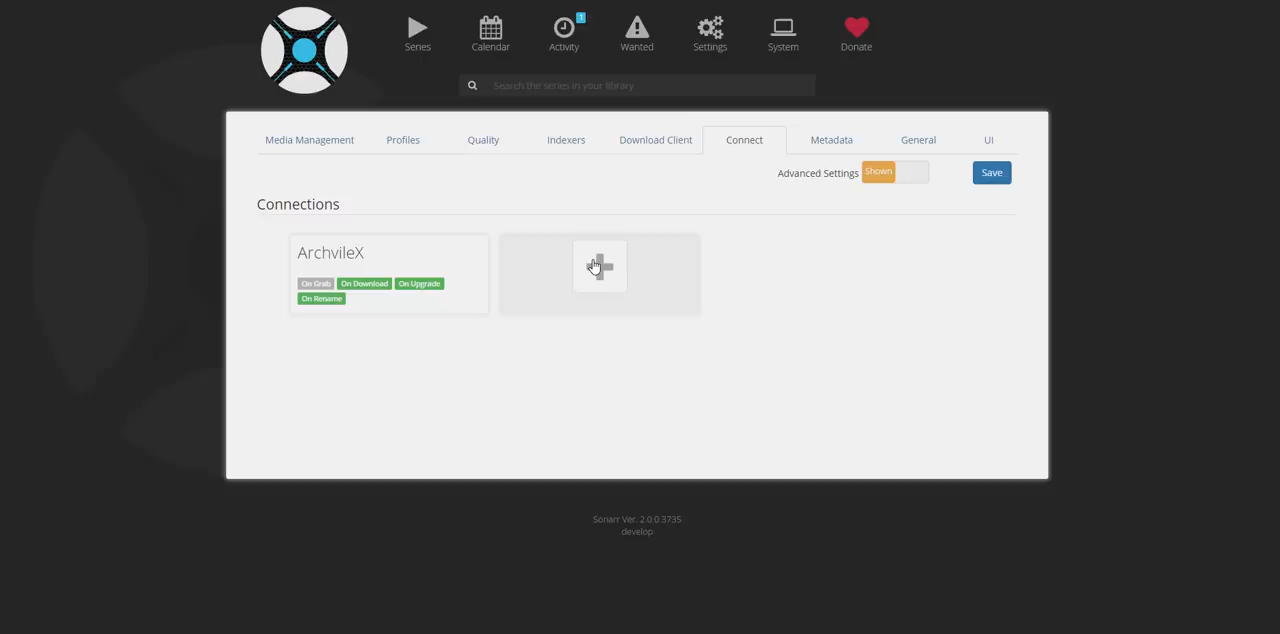 1
Series Calendar Activity Wanted Settings System Donate
Search the series in your library
Media Management Profiles Quality Indexers Download Client Connect Metadata General UI
Advanced Settings Shown Save
Connections
ArchvileX
On Grab On Download On Upgrade
On Rename
Sonarr Ver. 2.0.0.3735
develop